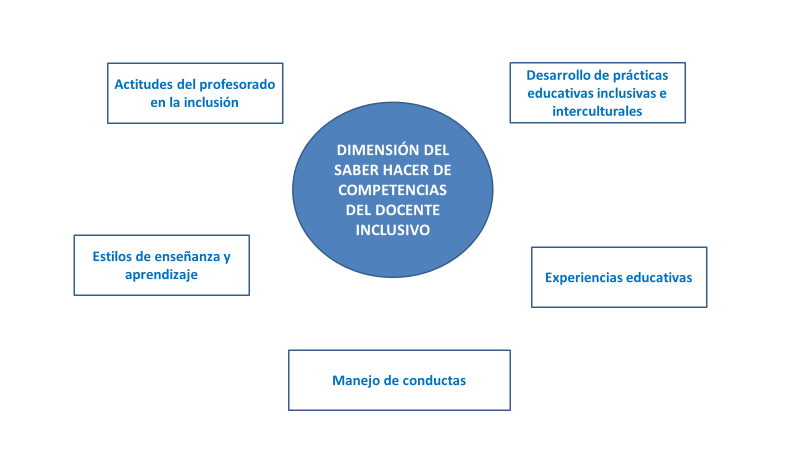 Actitudes del profesorado
en la inclusión
Desarrollo de prácticas
educativas inclusivas e
interculturales
DIMENSIÓN DEL
SABER HACER DE
COMPETENCIAS
DEL DOCENTE
INCLUSIVO
Estilos de enseñanza y
aprendizaje
Experiencias educativas
Manejo de conductas